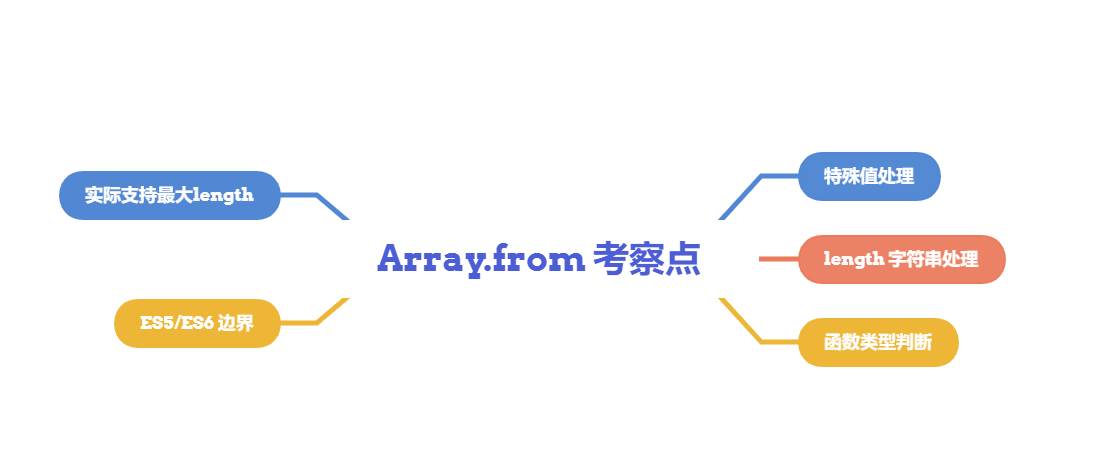 Array.from 考察点
特殊值处理
length 字符串处理
函数类型判断
实际支持最大length
ES5/ES6 边界